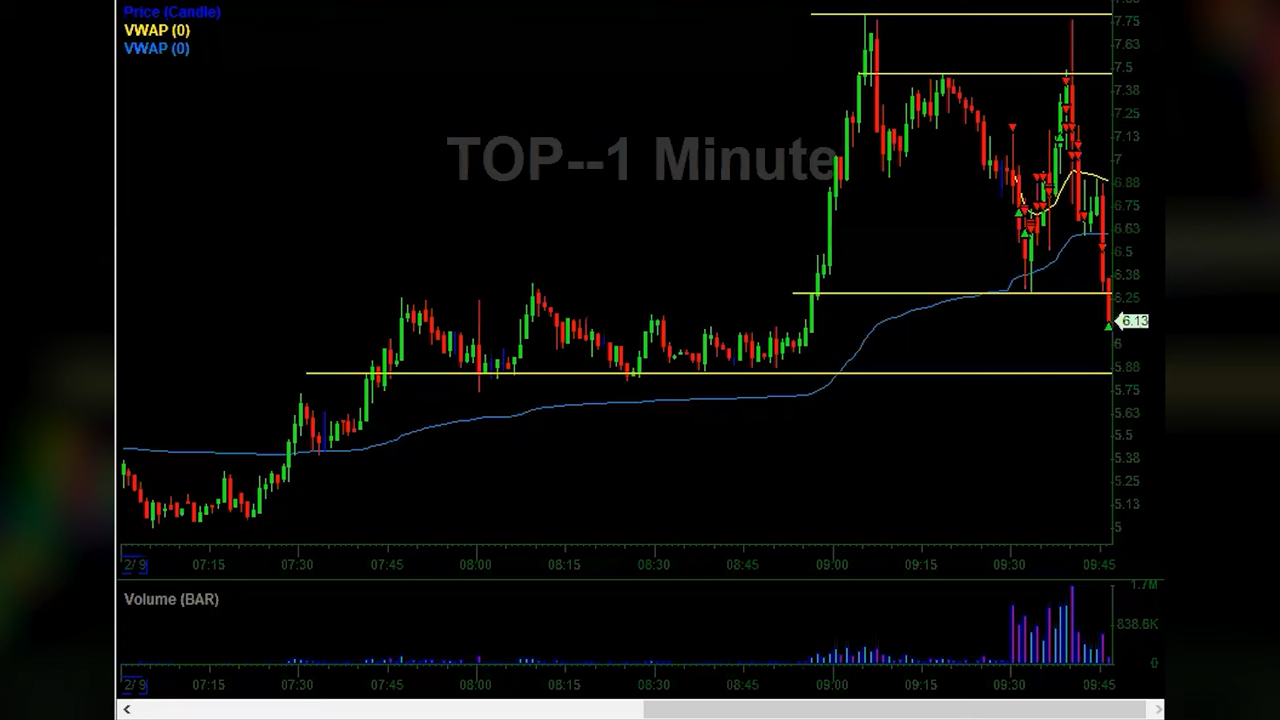 Price (Candle)
VWAP (0)
VWAP (0)
TOP--1 Minute
7.75
7.63
7.5
7.38
7.25
7.13
7
6.88
6.75
6.63
6.5
6.38
6.25
6.13
6
5.88
5.75
5.63
5.5
5.38
5.25
5.13
5
2/9 07:15 07:30 07:45 08:00 08:15 08:30 08:45 09:00 09:15 09:30 09:45
Volume (BAR)
1.7M
838.6K
0
2/9 07:15 07:30 07:45 08:00 08:15 08:30 08:45 09:00 09:15 09:30 09:45